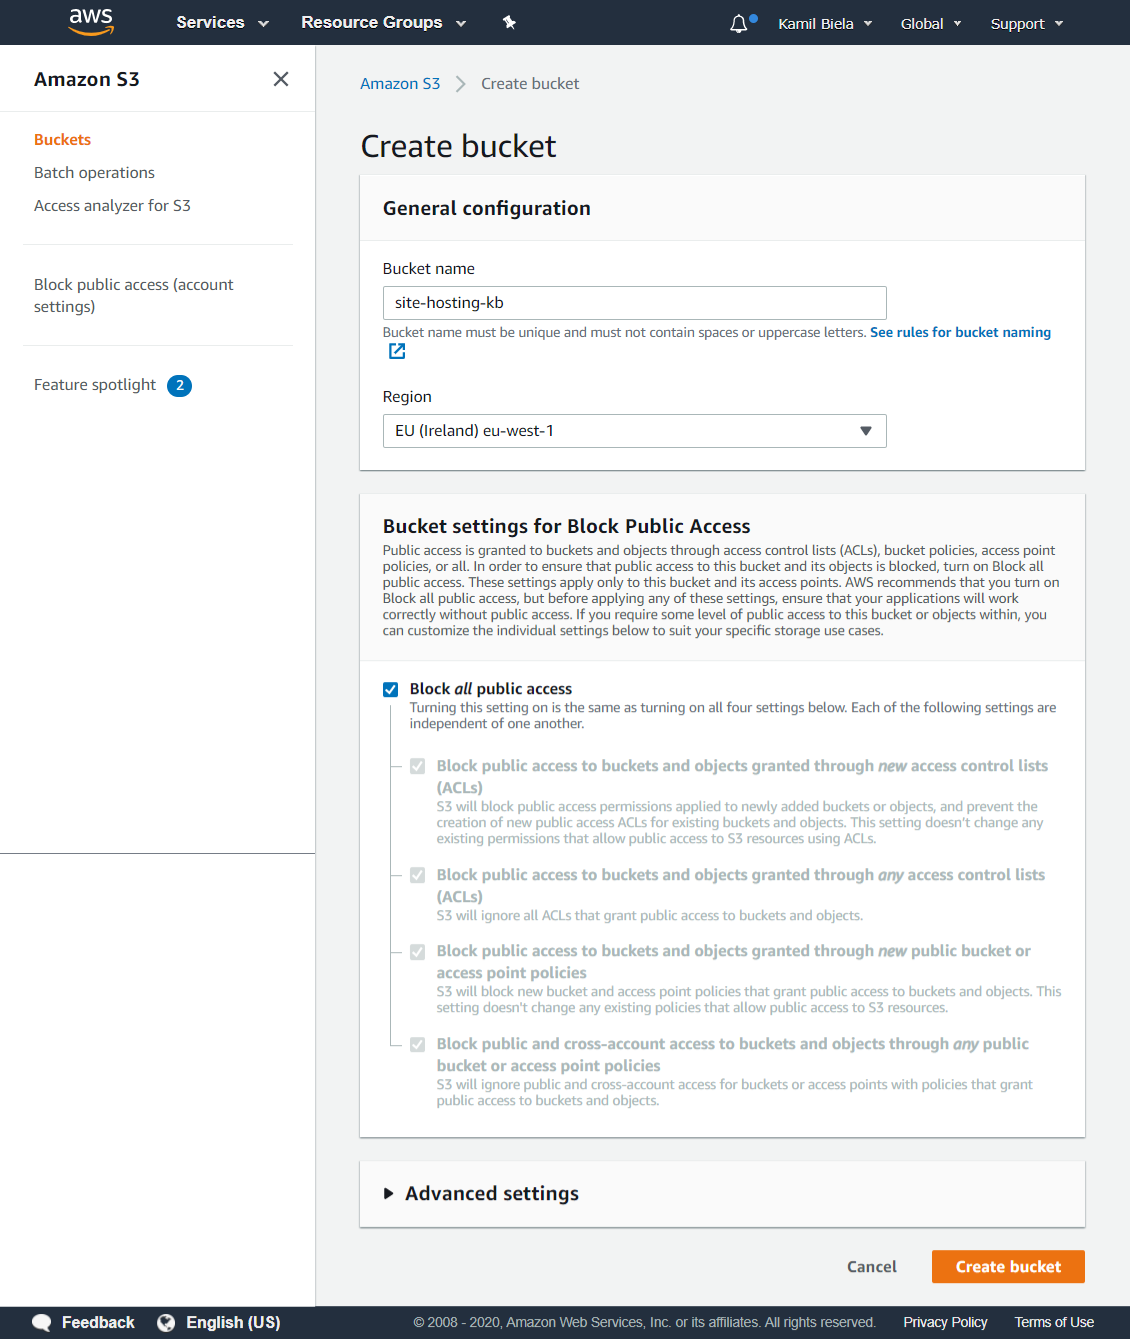 aws Services Resource Groups Kamil Biela Global Support
Amazon S3
Buckets
Batch operations
Access analyzer for S3
Block public access (account
settings)
Feature spotlight 2
Amazon S3 Create bucket
Create bucket
General configuration
Bucket name
site-hosting-kb
Bucket name must be unique and must not contain spaces or uppercase letters. See rules for bucket naming
Region
EU (Ireland) eu-west-1
Bucket settings for Block Public Access
Public access is granted to buckets and objects through access control lists (ACLs), bucket policies, access point
policies, or all. In order to ensure that public access to this bucket and its objects is blocked, turn on Block all
public access. These settings apply only to this bucket and its access points. AWS recommends that you turn on
Block all public access, but before applying any of these settings, ensure that your applications will work
correctly without public access. If you require some level of public access to this bucket or objects within, you
can customize the individual settings below to suit your specific storage use cases.
Block all public access
Turning this setting on is the same as turning on all four settings below. Each of the following settings are
independent of one another.
Block public access to buckets and objects granted through new access control lists
(ACLs)
S3 will block public access permissions applied to newly added buckets or objects, and prevent the
creation of new public access ACLs for existing buckets and objects. This setting doesn't change any
existing permissions that allow public access to S3 resources using ACLs.
Block public access to buckets and objects granted through any access control lists
(ACLs)
S3 will ignore all ACLs that grant public access to buckets and objects.
Block public access to buckets and objects granted through new public bucket or
access point policies
S3 will block new bucket and access point policies that grant public access to buckets and objects. This
setting doesn't change any existing policies that allow public access to S3 resources.
Block public and cross-account access to buckets and objects through any public
bucket or access point policies
S3 will ignore public and cross-account access for buckets or access points with policies that grant
public access to buckets and objects.
Advanced settings
Cancel Create bucket
Feedback English (US) © 2008 - 2020, Amazon Web Services, Inc. or its affiliates. All rights reserved. Privacy Policy Terms of Use